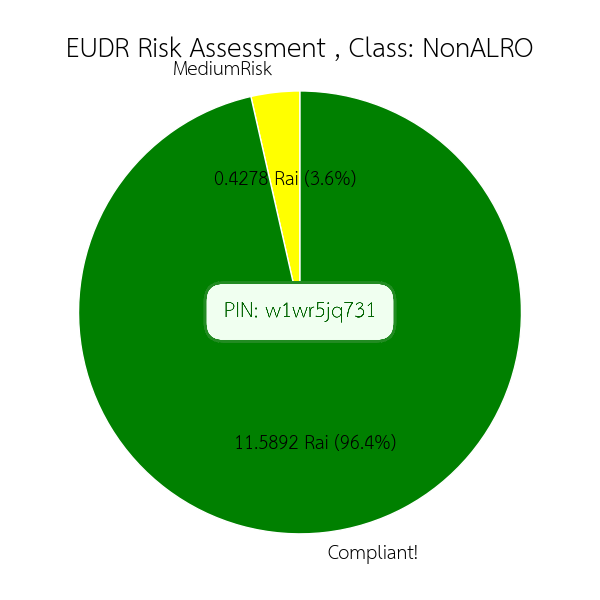 EUDR Risk Assessment , Class: NonALRO
MediumRisk
0.4278 Rai (3.6%)
PIN: w1wr5jq731
11.5892 Rai (96.4%)
Compliant!